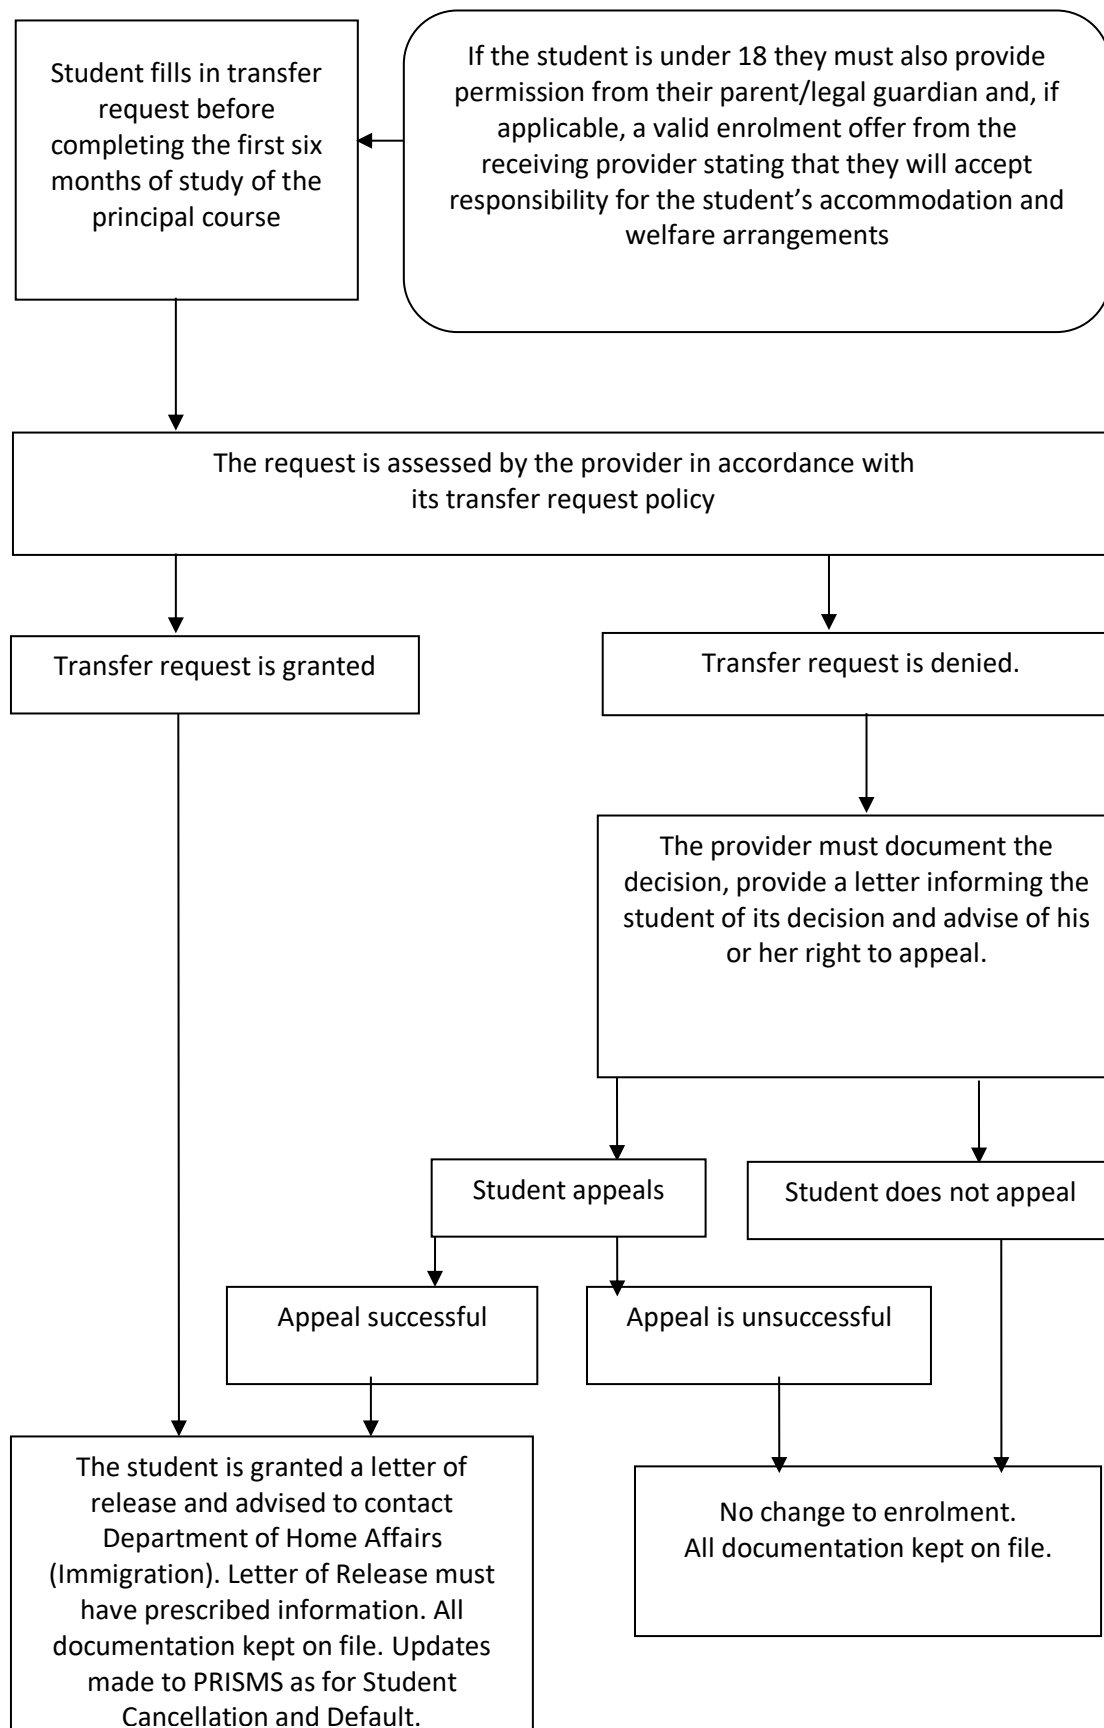 Student fills in transfer
request before
completing the first six
months of study of the
principal course
If the student is under 18 they must also provide
permission from their parent/legal guardian and, if
applicable, a valid enrolment offer from the
receiving provider stating that they will accept
responsibility for the student’s accommodation and
welfare arrangements
The request is assessed by the provider in accordance with
its transfer request policy
Transfer request is granted
Transfer request is denied.
The provider must document the
decision, provide a letter informing the
student of its decision and advise of his
or her right to appeal.
Student appeals
Student does not appeal
Appeal successful
Appeal is unsuccessful
The student is granted a letter of
release and advised to contact
Department of Home Affairs
(Immigration). Letter of Release must
have prescribed information. All
documentation kept on file. Updates
made to PRISMS as for Student
Cancellation and Default.
No change to enrolment.
All documentation kept on file.